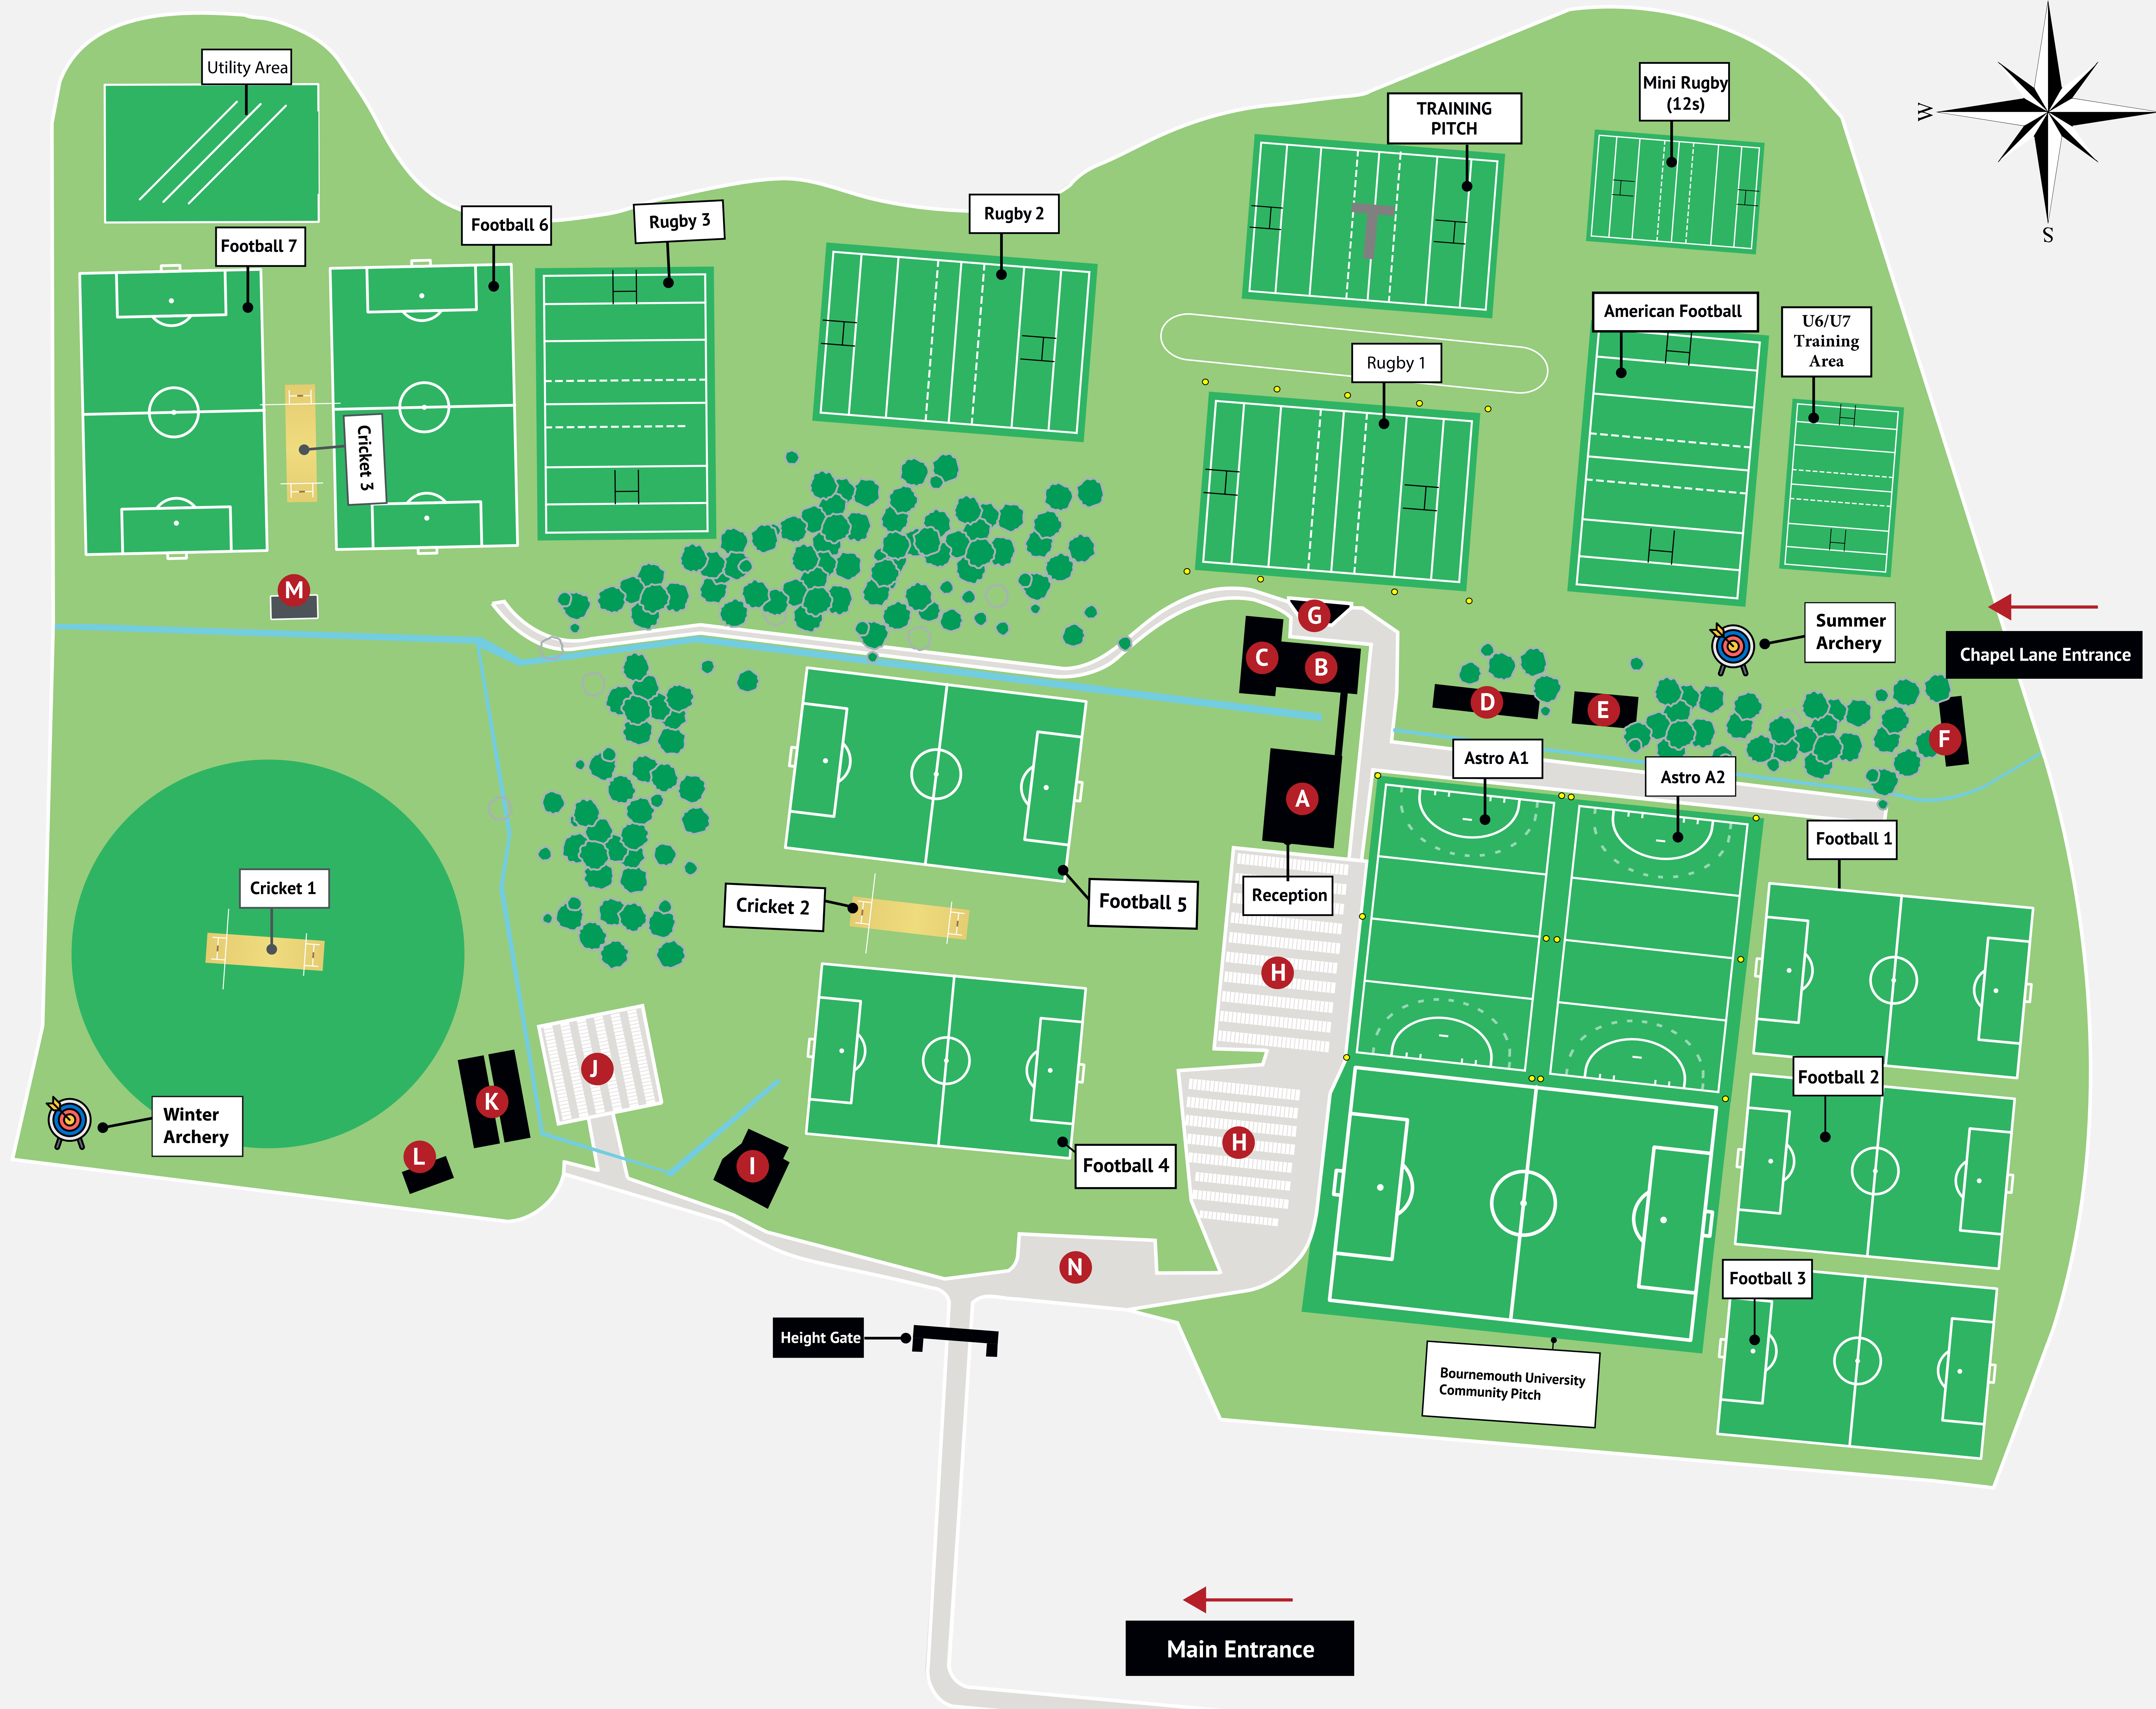 Utility Area
Football 7
Football 6
Rugby 3
Rugby 2
TRAINING
PITCH
Mini Rugby
(12s)
W
S
American Football
U6/U7
Training
Area
Rugby 1
Cricket 3
M
G
C
B
D
E
F
Summer
Archery
Chapel Lane Entrance
Astro A1
Astro A2
A
Reception
Football 1
Cricket 1
Cricket 2
Football 5
H
J
K
L
I
H
Winter
Archery
Football 4
Football 2
N
Football 3
Height Gate
Bournemouth University
Community Pitch
Main Entrance